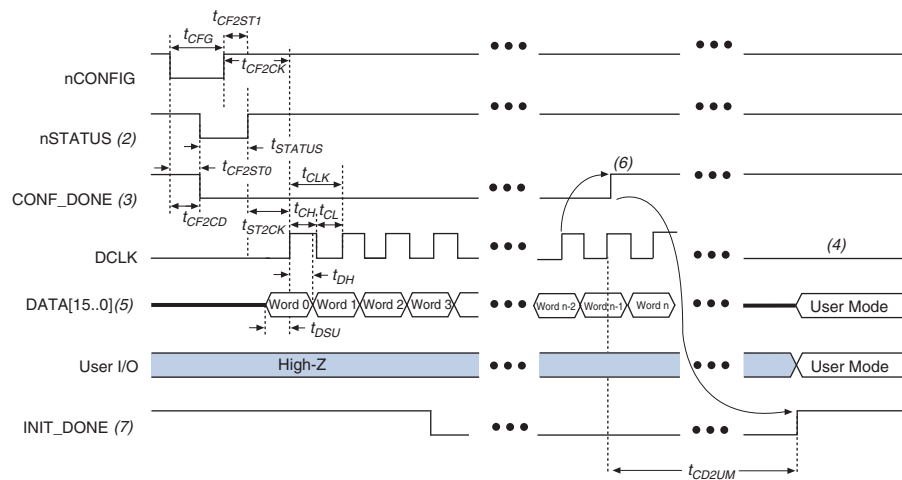 tCF2ST1
tCFG
nCONFIG
tCF2CK
nSTATUS (2)
tSTATUS
tCF2ST0
tCLK
(6)
CONF_DONE (3)
tCF2CD
tST2CK
tCH
tCL
DCLK
(4)
tDH
DATA[15..0](5)
Word 0
Word 1
Word 2
Word 3
Word n-2
Word n-1
Word n
User Mode
tDSU
User I/O
High-Z
User Mode
INIT_DONE (7)
tCD2UM